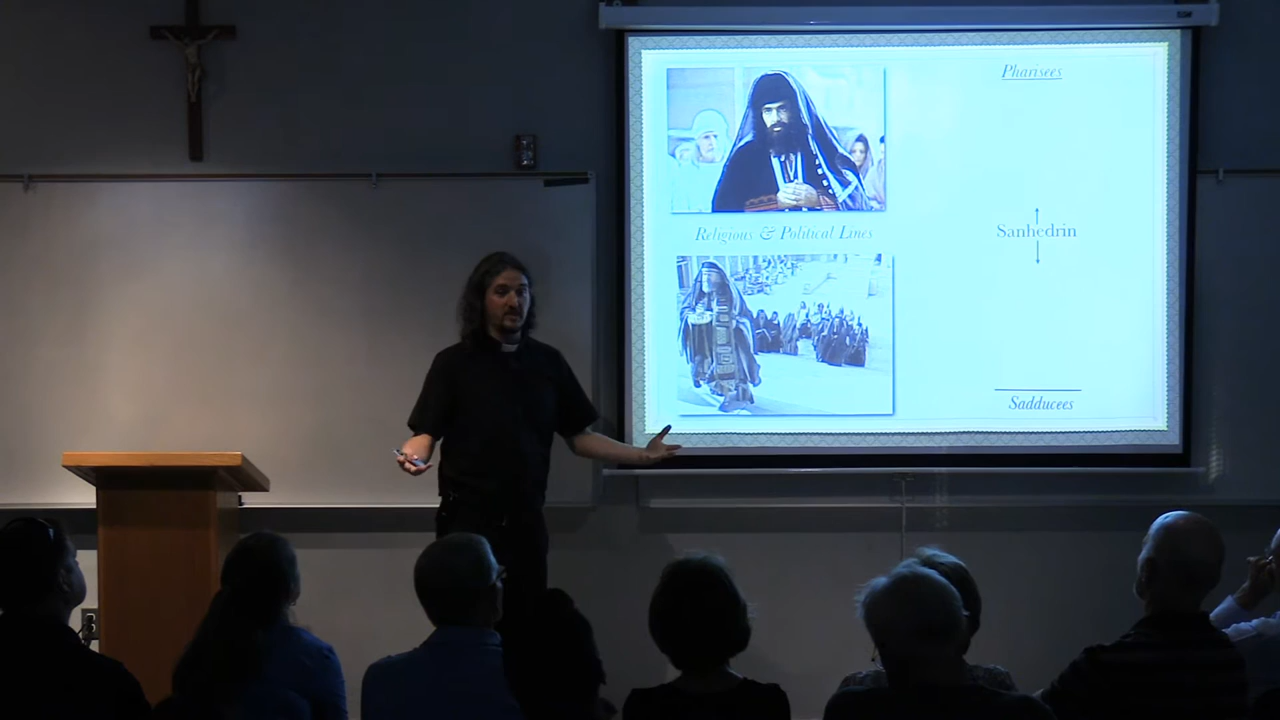 Pharisees
Religious & Political Lines
Sanhedrin
Sadducees